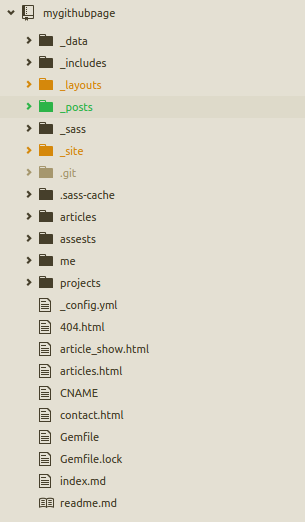 mygithubpage
_data
_includes
_layouts
_posts
_sass
_site
.git
.sass-cache
articles
assests
me
projects
_config.yml
404.html
article_show.html
articles.html
CNAME
contact.html
Gemfile
Gemfile.lock
index.md
readme.md